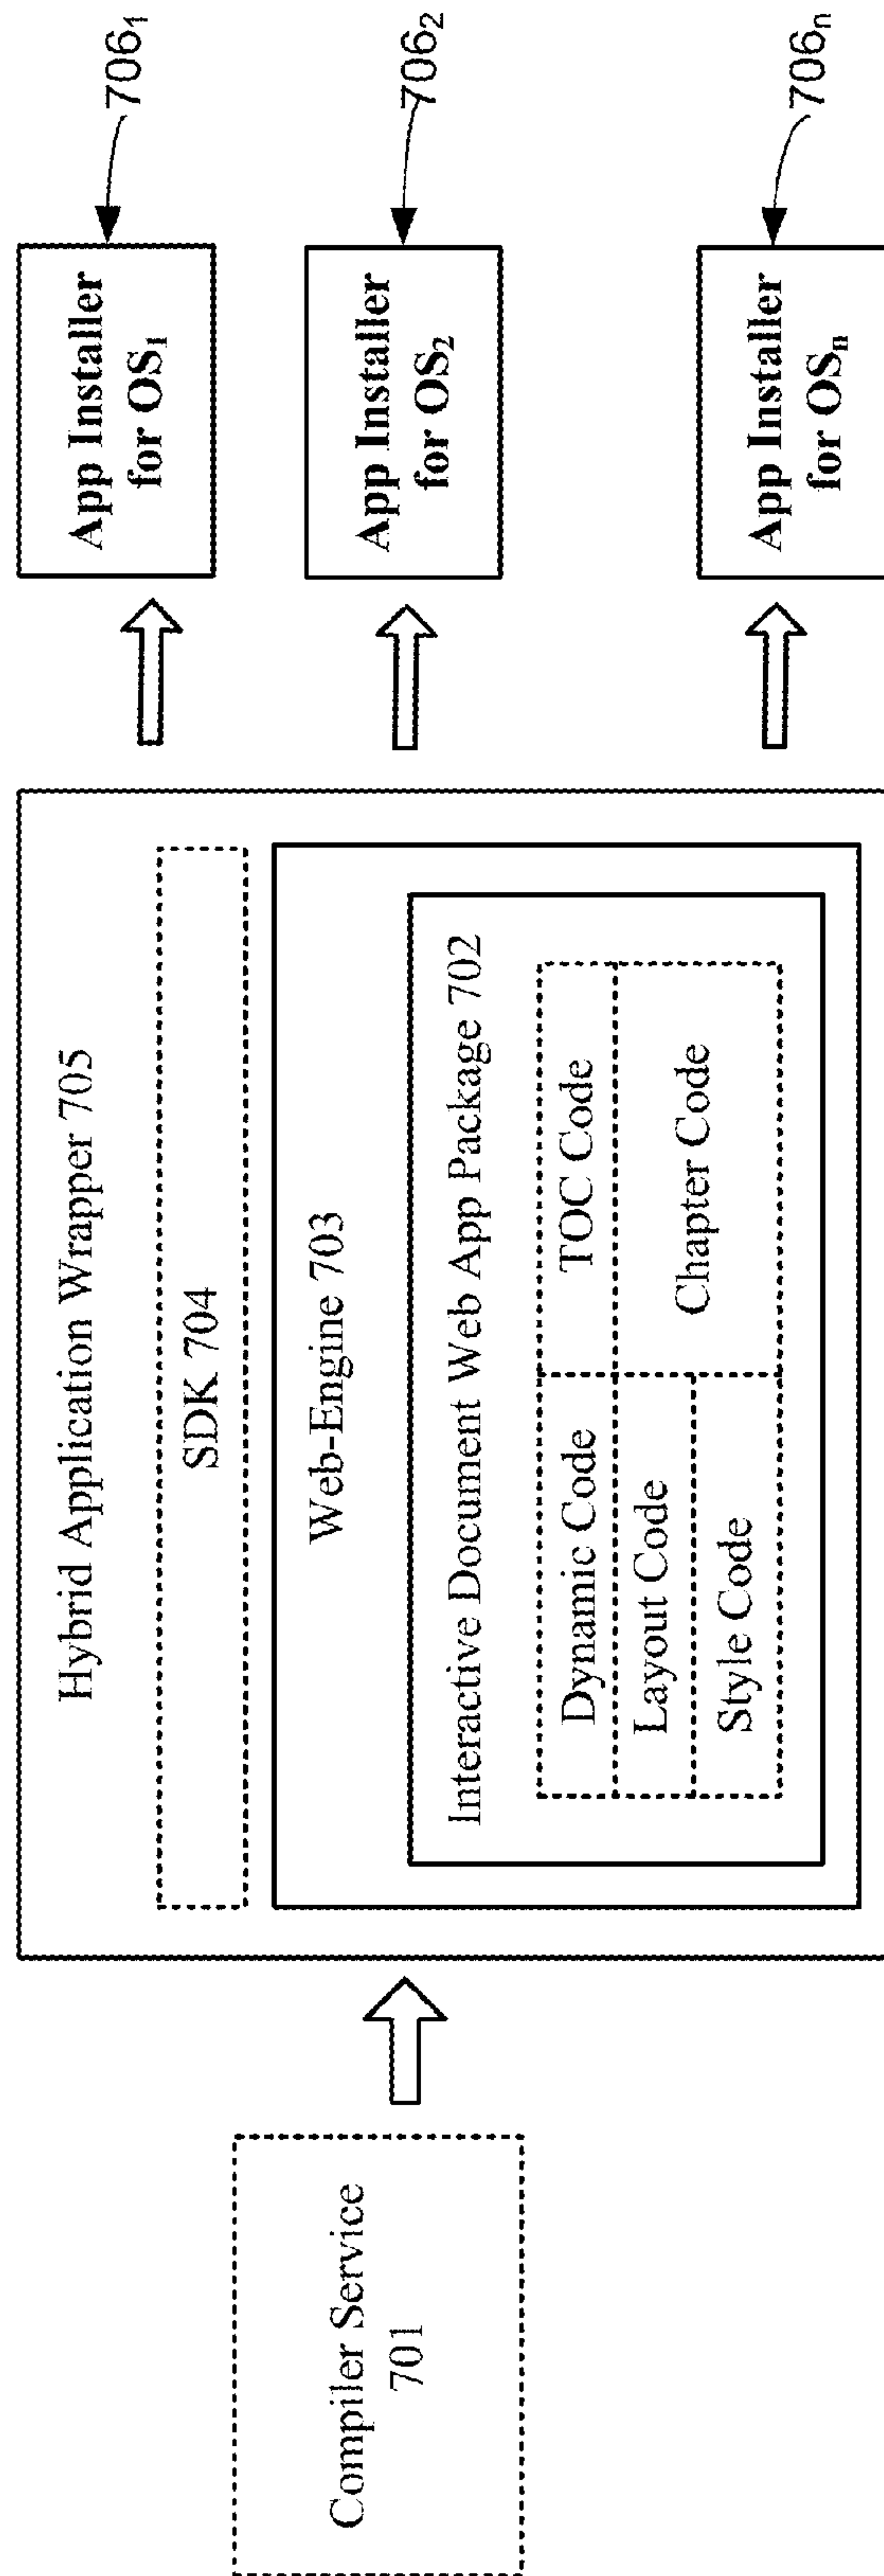 Compiler Service
701
Hybrid Application Wrapper 705
SDK 704
Web-Engine 703
Interactive Document Web App Package 702
Dynamic Code
TOC Code
Layout Code
Chapter Code
Style Code
App Installer
for OS₁
706₁
App Installer
for OS₂
706₂
App Installer
for OSₙ
706ₙ